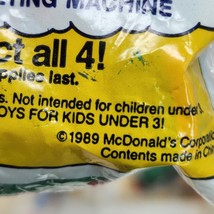 TING MACHINE
ct all 4!
pplies last.
s. Not intended for children under
OYS FOR KIDS UNDER 3!
©1989 McDonald's Corporatio
Contents made in Chin